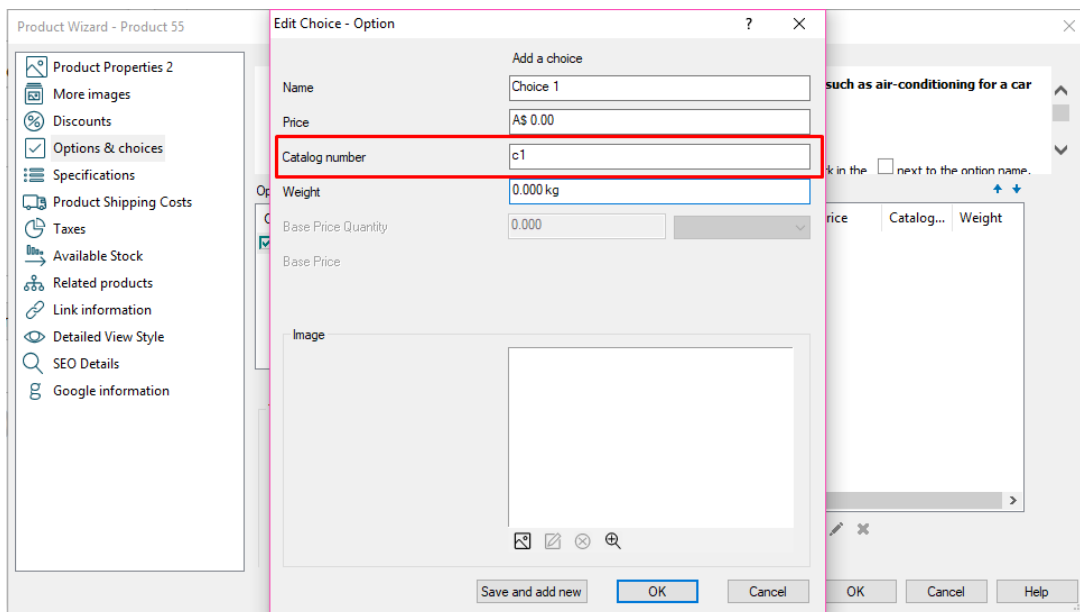 Product Wizard - Product 55
Product Properties 2
More images
Discounts
Options & choices
Specifications
Product Shipping Costs
Taxes
Available Stock
Related products
Link information
Detailed View Style
SEO Details
Google information
Edit Choice - Option
?
Add a choice
Name
Choice 1
Price
A$ 0.00
Catalog number
c1
Weight
0.000 kg
Base Price Quantity
0.000
Base Price
Image
Save and add new
OK
Cancel
such as air-conditioning for a car
in the
next to the option name.
Catalog...
Weight
OK
Cancel
Help